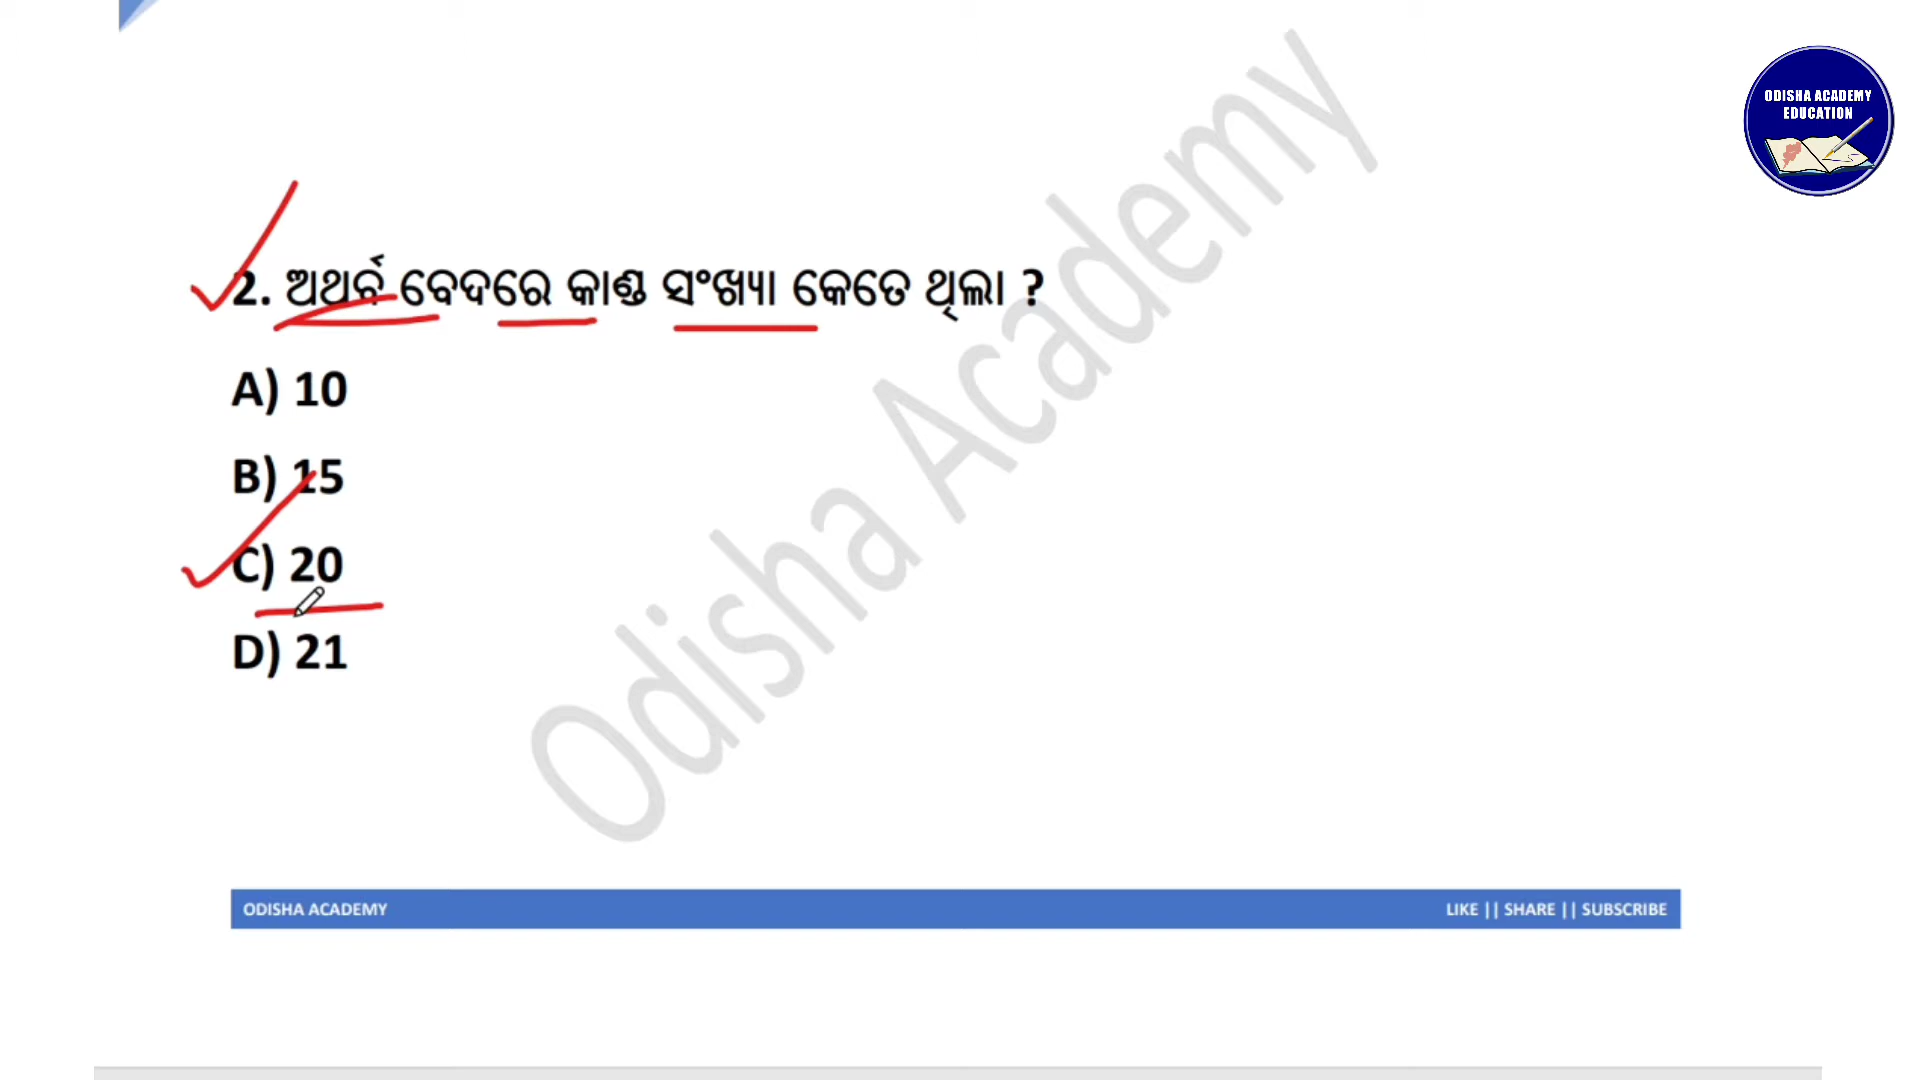 ODISHA ACADEMY
EDUCATION
2. ଅଥର୍ବ ବେଦରେ କାଣ୍ଡ ସଂଖ୍ୟା କେତେ ଥିଲା ?
A) 10
B) 15
C) 20
D) 21
Odisha Academy
ODISHA ACADEMY
LIKE || SHARE || SUBSCRIBE